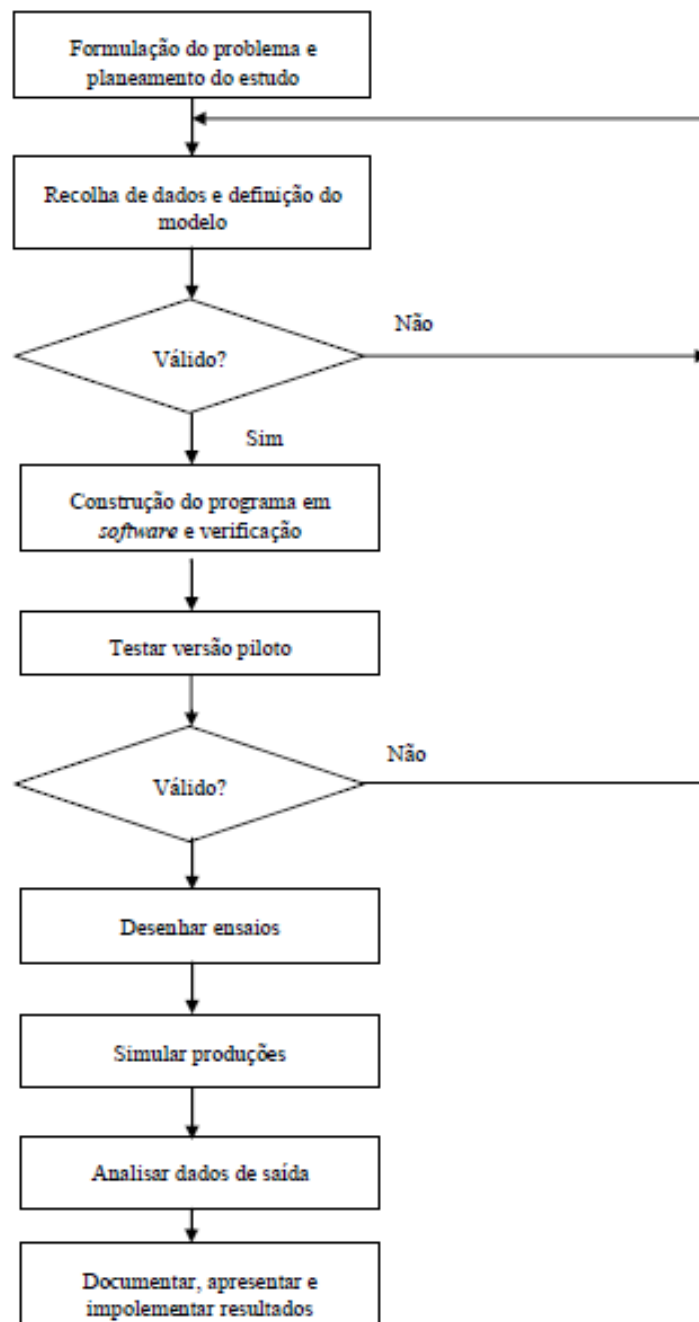 Formulação do problema e
planeamento do estudo
Recolha de dados e definição do
modelo
Não
Válido?
Sim
Construção do programa em
software e verificação
Testar versão piloto
Não
Válido?
Desenhar ensaios
Simular produções
Analisar dados de saída
Documentar, apresentar e
impolementar resultados